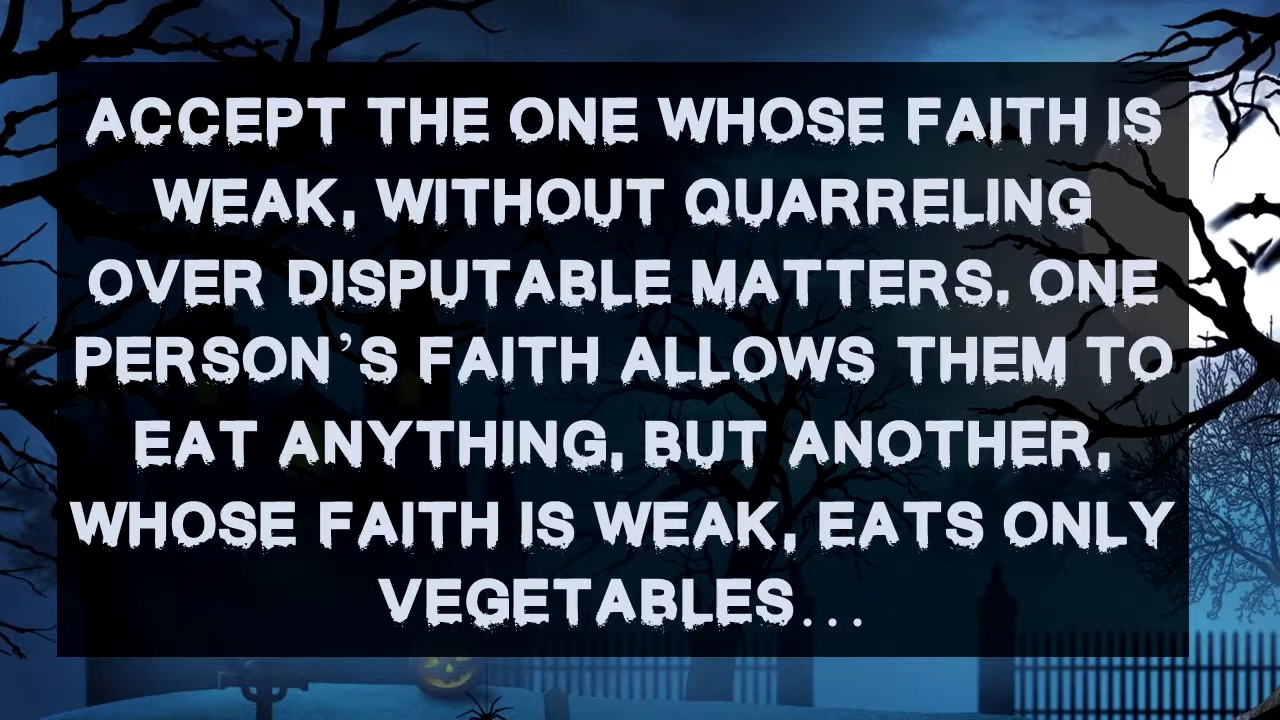 ACCEPT THE ONE WHOSE FAITH IS
WEAK, WITHOUT QUARRELING
OVER DISPUTABLE MATTERS. ONE
PERSON’S FAITH ALLOWS THEM TO
EAT ANYTHING, BUT ANOTHER,
WHOSE FAITH IS WEAK, EATS ONLY
VEGETABLES…